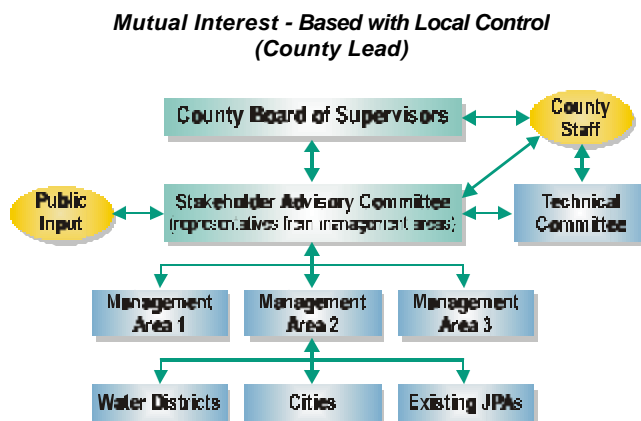 Mutual Interest - Based with Local Control
(County Lead)
County Board of Supervisors
County
Staff
Public
Input
Stakeholder Advisory Committee
(representatives from management areas)
Technical
Committee
Management
Area 1
Management
Area 2
Management
Area 3
Water Districts
Cities
Existing JPAs